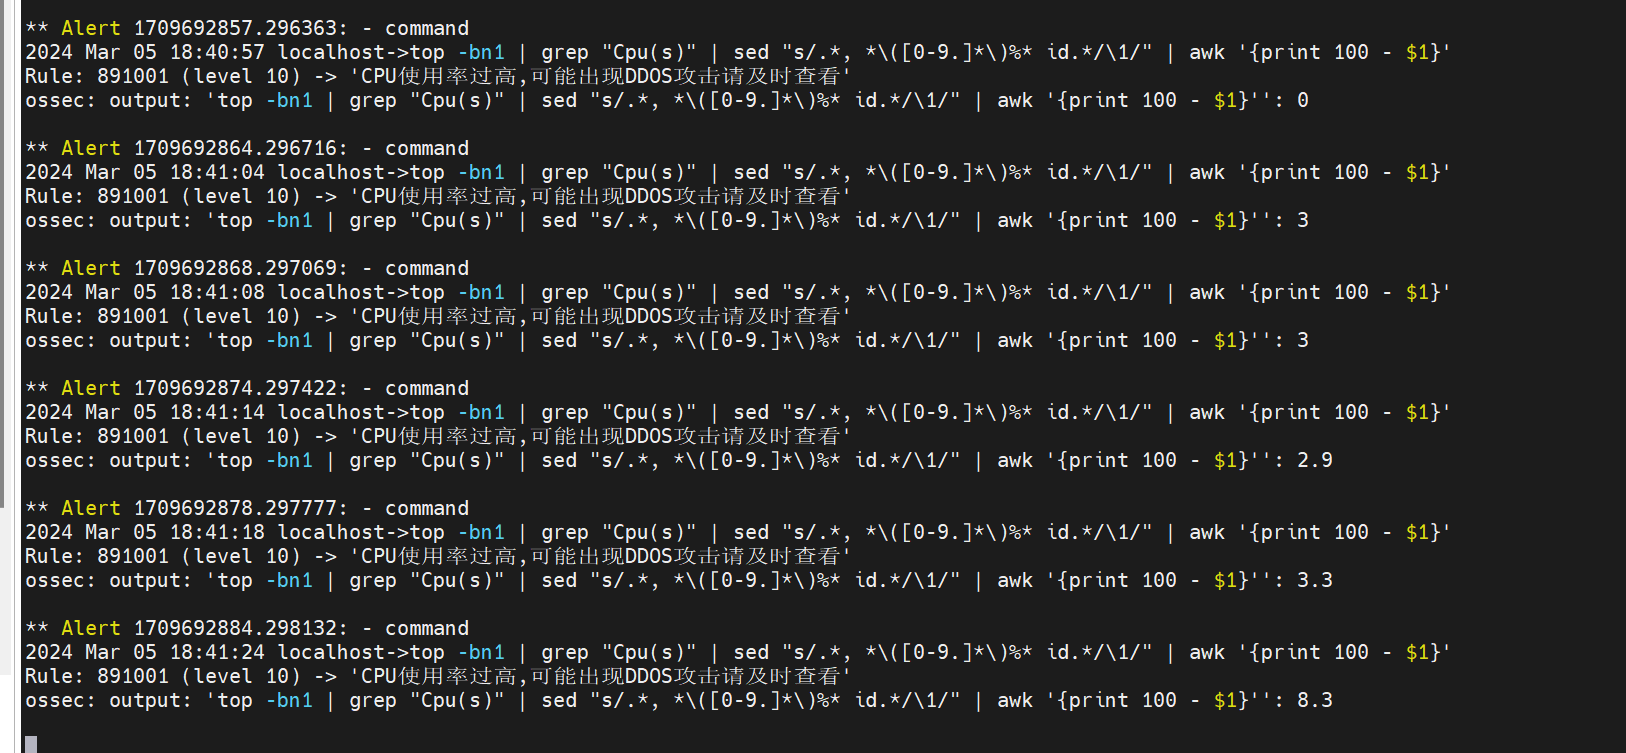 ** Alert 1709692857.296363: - command
2024 Mar 05 18:40:57 localhost->top -bn1 | grep "Cpu(s)" | sed "s/.*, *\([0-9.]*\)%* id.*/\1/" | awk '{print 100 - $1}'
Rule: 891001 (level 10) -> 'CPU使用率过高,可能出现DDOS攻击请及时查看'
ossec: output: 'top -bn1 | grep "Cpu(s)" | sed "s/.*, *\([0-9.]*\)%* id.*/\1/" | awk '{print 100 - $1}'': 0
** Alert 1709692864.296716: - command
2024 Mar 05 18:41:04 localhost->top -bn1 | grep "Cpu(s)" | sed "s/.*, *\([0-9.]*\)%* id.*/\1/" | awk '{print 100 - $1}'
Rule: 891001 (level 10) -> 'CPU使用率过高,可能出现DDOS攻击请及时查看'
ossec: output: 'top -bn1 | grep "Cpu(s)" | sed "s/.*, *\([0-9.]*\)%* id.*/\1/" | awk '{print 100 - $1}'': 3
** Alert 1709692868.297069: - command
2024 Mar 05 18:41:08 localhost->top -bn1 | grep "Cpu(s)" | sed "s/.*, *\([0-9.]*\)%* id.*/\1/" | awk '{print 100 - $1}'
Rule: 891001 (level 10) -> 'CPU使用率过高,可能出现DDOS攻击请及时查看'
ossec: output: 'top -bn1 | grep "Cpu(s)" | sed "s/.*, *\([0-9.]*\)%* id.*/\1/" | awk '{print 100 - $1}'': 3
** Alert 1709692874.297422: - command
2024 Mar 05 18:41:14 localhost->top -bn1 | grep "Cpu(s)" | sed "s/.*, *\([0-9.]*\)%* id.*/\1/" | awk '{print 100 - $1}'
Rule: 891001 (level 10) -> 'CPU使用率过高,可能出现DDOS攻击请及时查看'
ossec: output: 'top -bn1 | grep "Cpu(s)" | sed "s/.*, *\([0-9.]*\)%* id.*/\1/" | awk '{print 100 - $1}'': 2.9
** Alert 1709692878.297777: - command
2024 Mar 05 18:41:18 localhost->top -bn1 | grep "Cpu(s)" | sed "s/.*, *\([0-9.]*\)%* id.*/\1/" | awk '{print 100 - $1}'
Rule: 891001 (level 10) -> 'CPU使用率过高,可能出现DDOS攻击请及时查看'
ossec: output: 'top -bn1 | grep "Cpu(s)" | sed "s/.*, *\([0-9.]*\)%* id.*/\1/" | awk '{print 100 - $1}'': 3.3
** Alert 1709692884.298132: - command
2024 Mar 05 18:41:24 localhost->top -bn1 | grep "Cpu(s)" | sed "s/.*, *\([0-9.]*\)%* id.*/\1/" | awk '{print 100 - $1}'
Rule: 891001 (level 10) -> 'CPU使用率过高,可能出现DDOS攻击请及时查看'
ossec: output: 'top -bn1 | grep "Cpu(s)" | sed "s/.*, *\([0-9.]*\)%* id.*/\1/" | awk '{print 100 - $1}'': 8.3